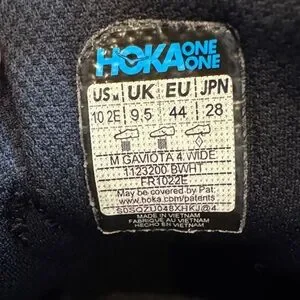 HOKA ONE ONE
US M UK EU JPN
10 2E 9.5 44 28
M GAVIOTA 4 WIDE
1123200 BWHT
FR1022E
May be covered by Pat:
www.hoka.com/patents
MADE IN VIETNAM
FABRIQUÉ AU VIETNAM
HECHO EN VIETNAM